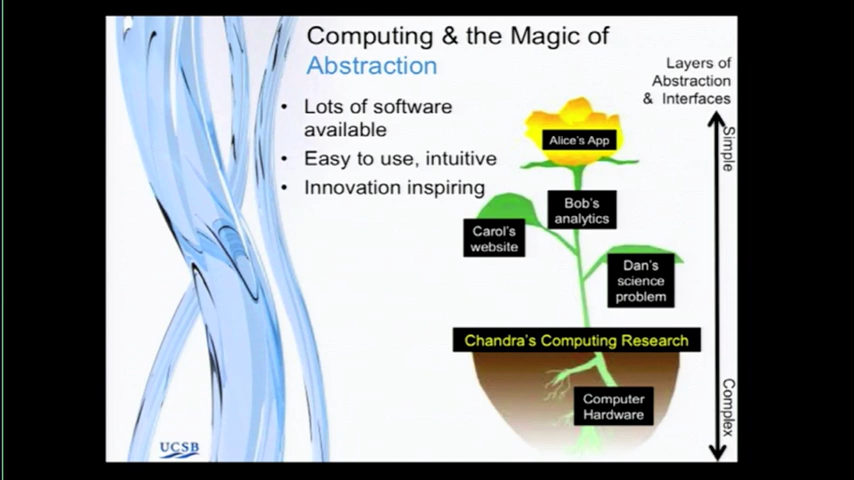 Computing & the Magic of
Abstraction
• Lots of software
available
• Easy to use, intuitive
• Innovation inspiring
Layers of
Abstraction
& Interfaces
Simple
Alice's App
Bob's
analytics
Carol's
website
Dan's
science
problem
Chandra's Computing Research
Computer
Hardware
Complex
UCSB